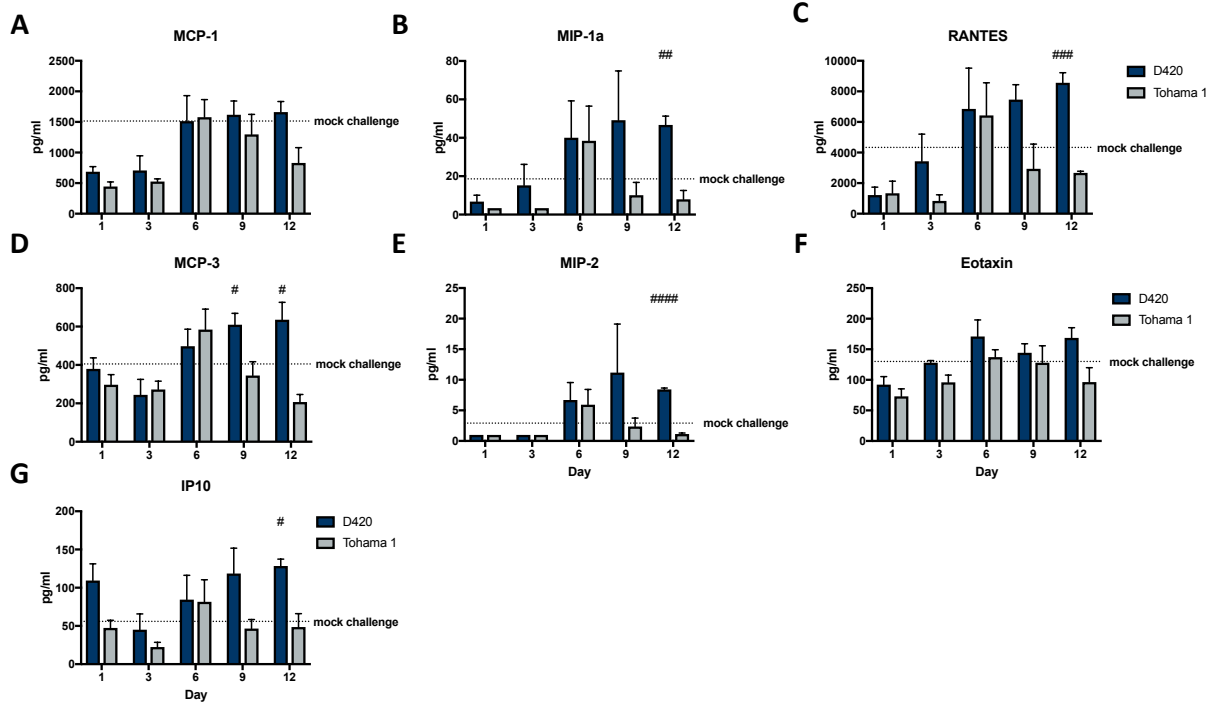 A
MCP-1
pg/ml
2500
2000
1500
1000
500
0
mock challenge
1 3 6 9 12
B
MIP-1a
pg/ml
80
60
40
20
0
##
mock challenge
1 3 6 9 12
C
RANTES
pg/ml
10000
8000
6000
4000
2000
0
###
mock challenge
1 3 6 9 12
D420
Tohama 1
D
MCP-3
pg/ml
800
600
400
200
0
# #
mock challenge
1 3 6 9 12
E
MIP-2
pg/ml
25
20
15
10
5
0
####
mock challenge
1 3 6 9 12
Day
F
Eotaxin
pg/ml
250
200
150
100
50
0
mock challenge
1 3 6 9 12
Day
D420
Tohama 1
G
IP10
pg/ml
200
150
100
50
0
#
mock challenge
1 3 6 9 12
Day
D420
Tohama 1